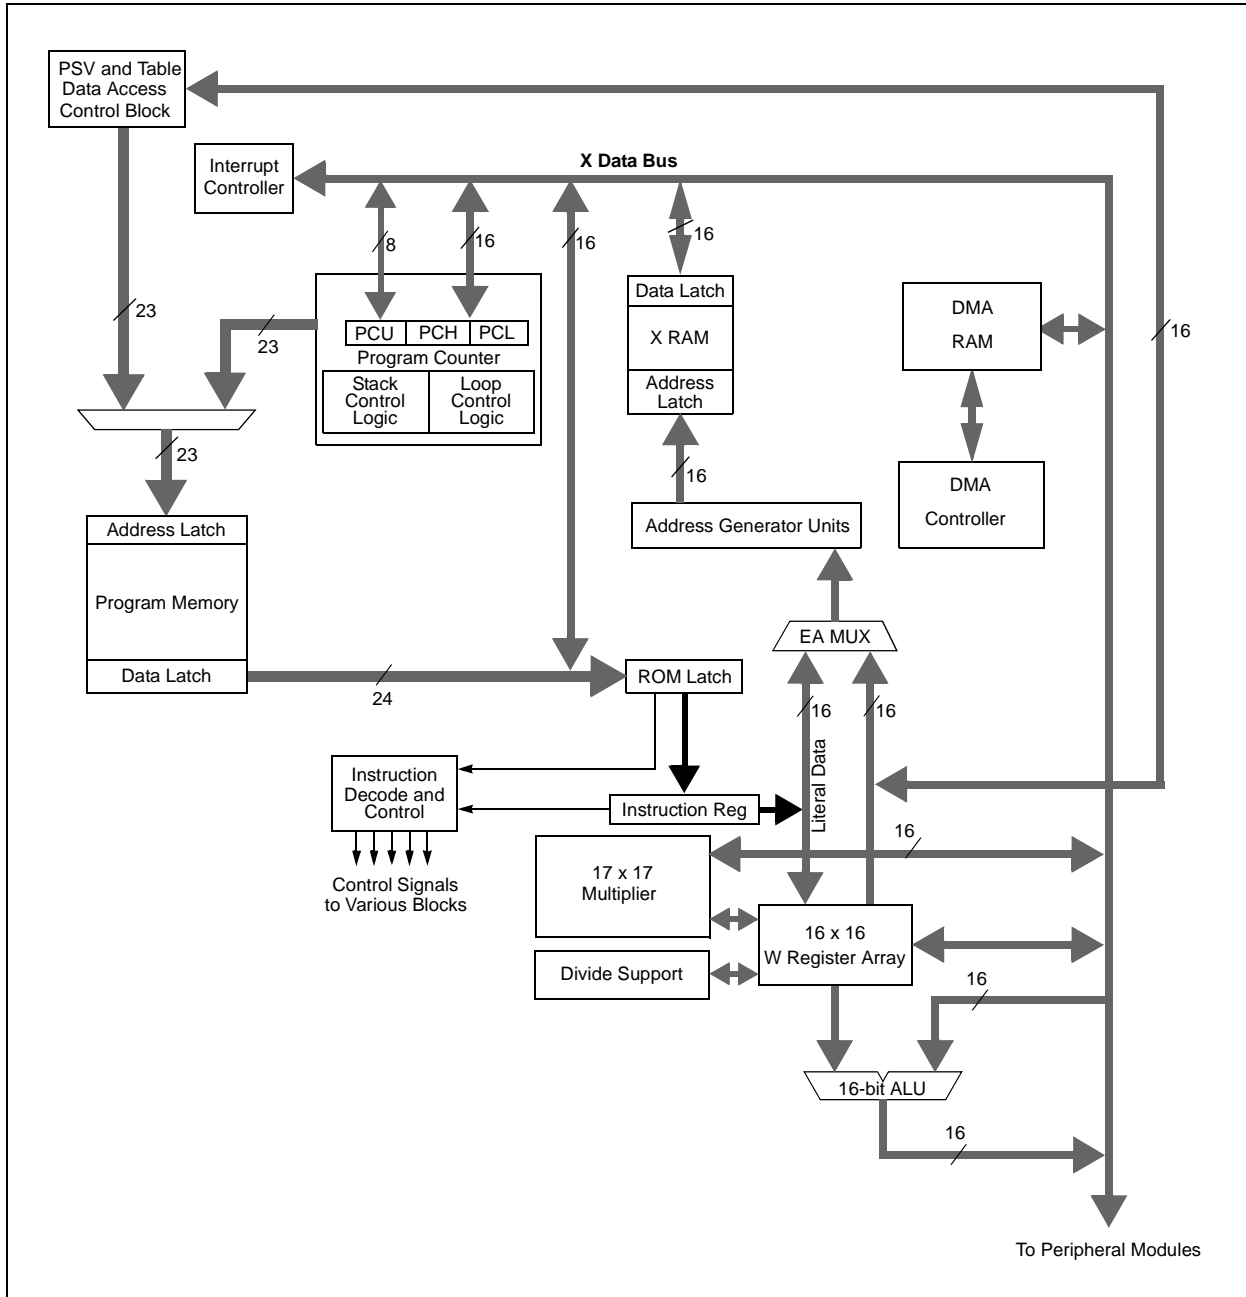 PSV and Table
Data Access
Control Block
Interrupt
Controller
X Data Bus
8
16
16
16
23
23
16
Data Latch
X RAM
Address
Latch
PCU PCH PCL
Program Counter
Stack
Control
Logic
Loop
Control
Logic
DMA
RAM
23
16
DMA
Controller
Address Latch
Program Memory
Data Latch
Address Generator Units
EA MUX
24
ROM Latch
16
16
Literal Data
Instruction
Decode and
Control
Instruction Reg
Control Signals
to Various Blocks
16
17 x 17
Multiplier
16 x 16
W Register Array
Divide Support
16
16-bit ALU
16
To Peripheral Modules